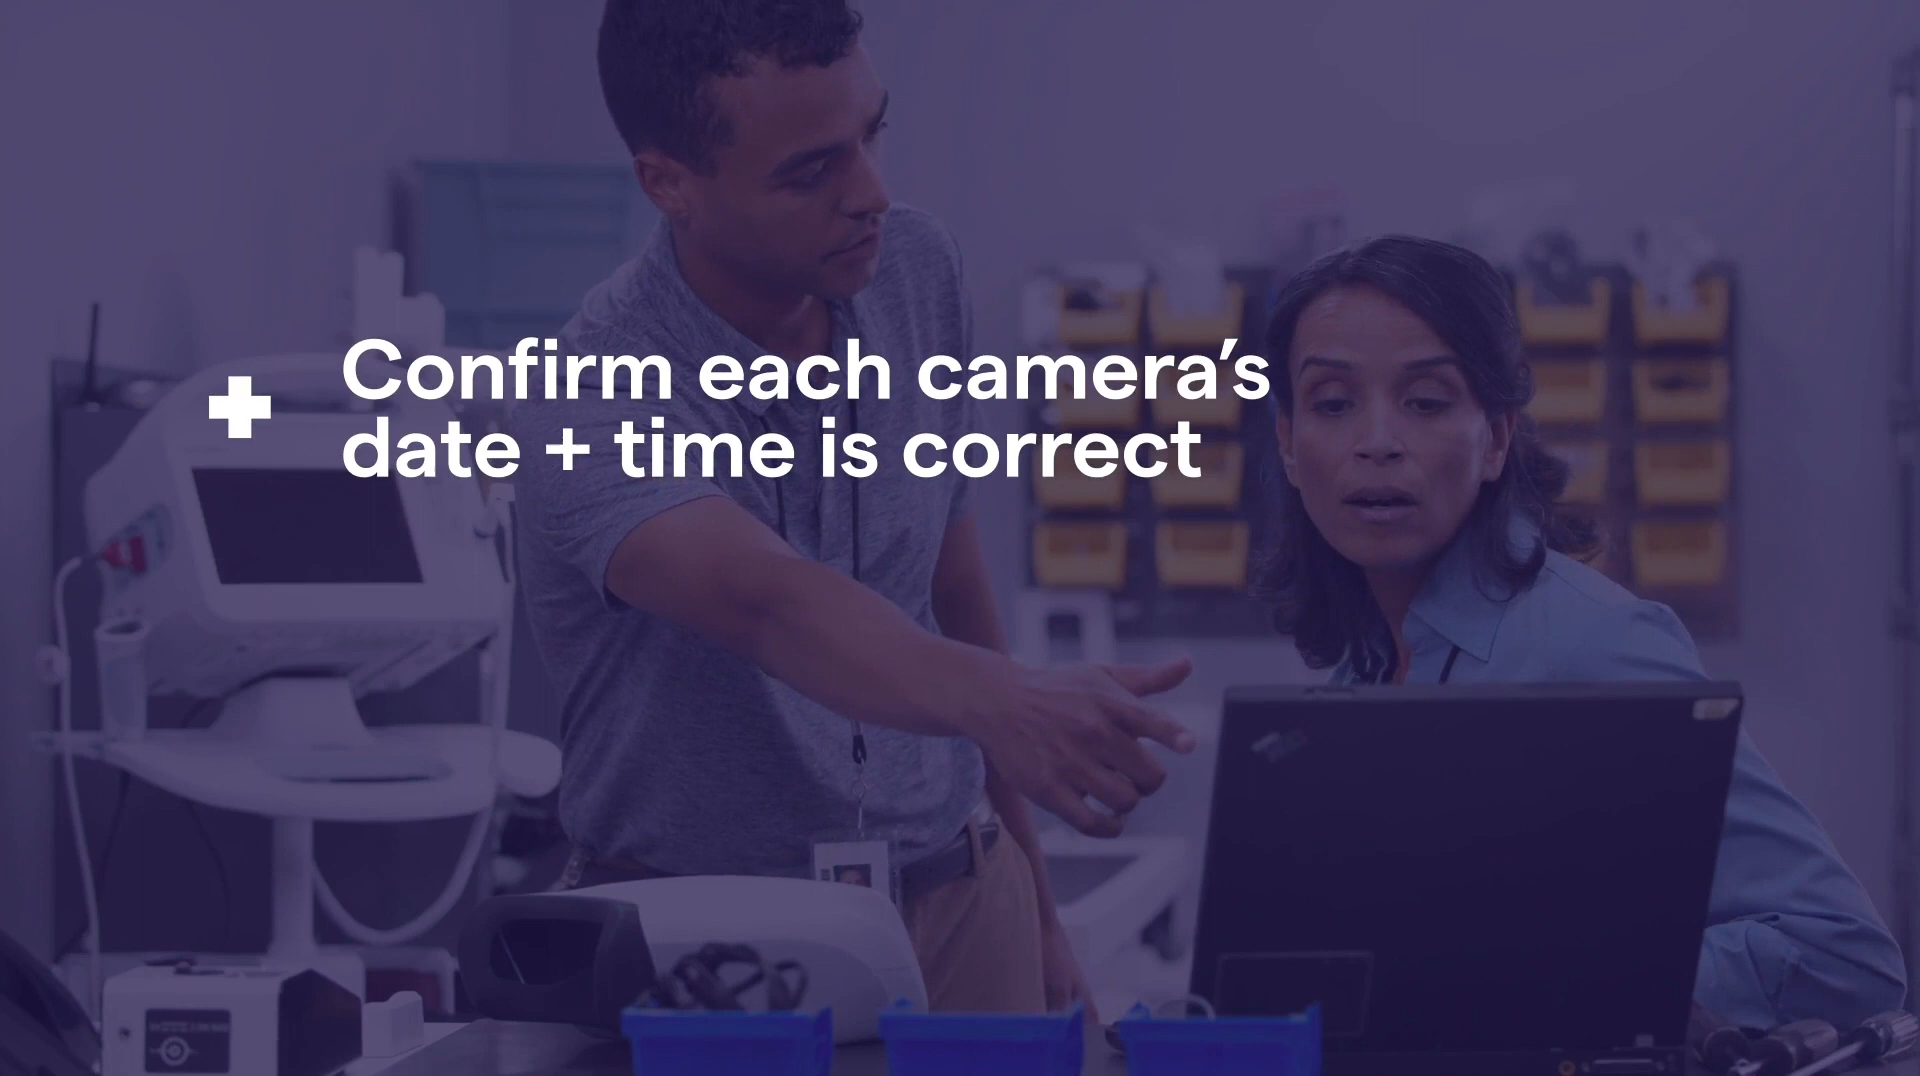 Confirm each camera’s
date + time is correct